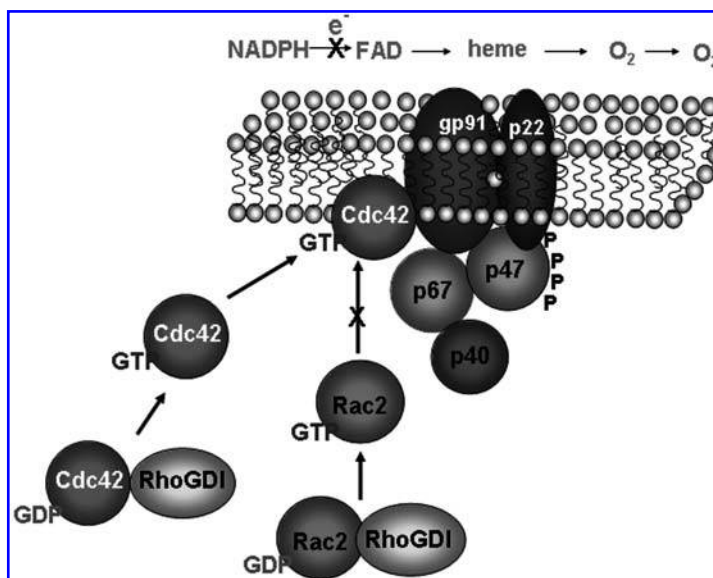 e-
X
NADPH FAD heme O2 O2
gp91 p22
Cdc42
GTP
P
P
P
P
p67 p47
p40
X
Cdc42
GTP
Rac2
GTP
Cdc42 RhoGDI
GDP
Rac2 RhoGDI
GDP